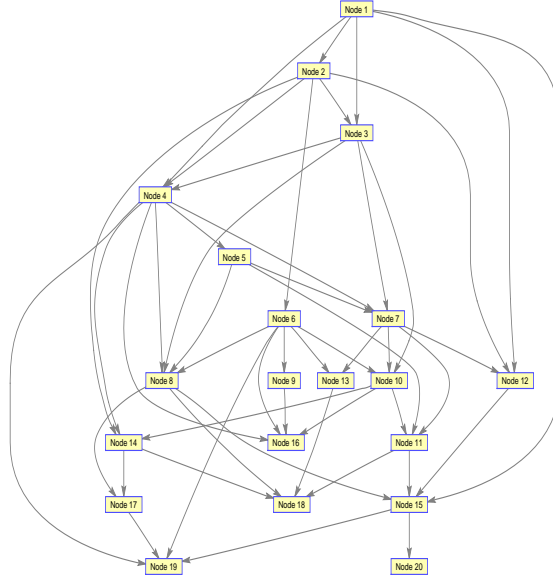 Node 1
Node 2
Node 3
Node 4
Node 5
Node 6
Node 7
Node 8
Node 9
Node 13
Node 10
Node 12
Node 14
Node 16
Node 11
Node 17
Node 18
Node 15
Node 19
Node 20